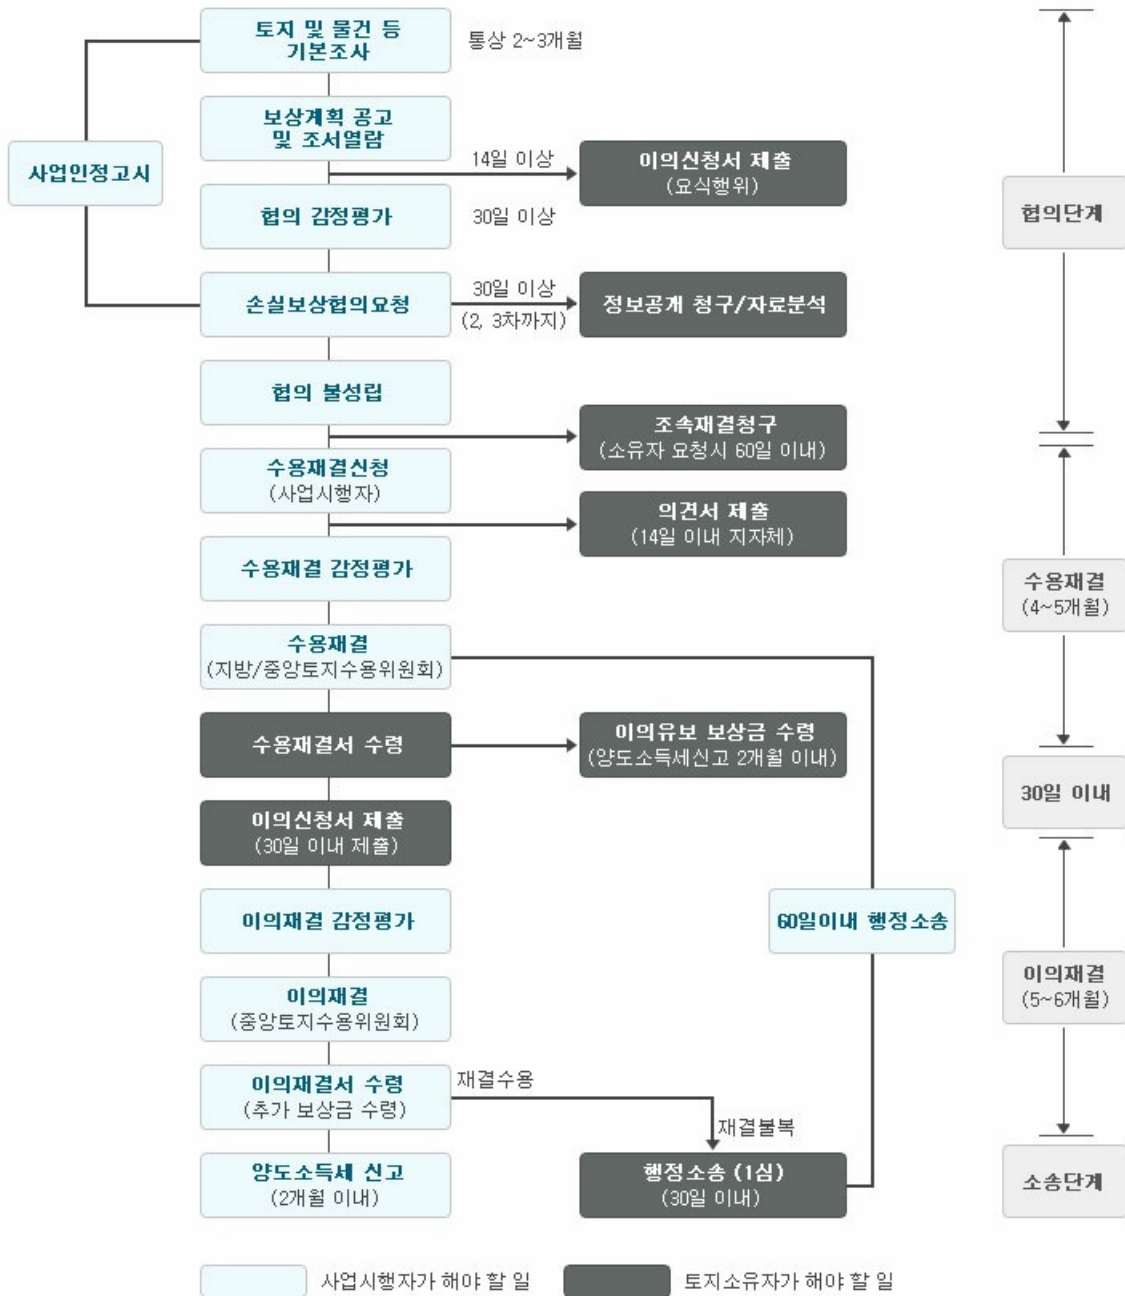 토지 및 물건 등
기본조사
통상 2~3개월
보상계획 공고
및 조서열람
사업인정고시
14일 이상
이의신청서 제출
(요식행위)
협의 감정평가
30일 이상
협의단계
손실보상협의요청
30일 이상
(2, 3차까지)
정보공개 청구/자료분석
협의 불성립
조속재결청구
(소유자 요청시 60일 이내)
수용재결신청
(사업시행자)
의견서 제출
(14일 이내 지자체)
수용재결 감정평가
수용재결
(4~5개월)
수용재결
(지방/중앙토지수용위원회)
수용재결서 수령
이의유보 보상금 수령
(양도소득세신고 2개월 이내)
30일 이내
이의신청서 제출
(30일 이내 제출)
이의재결 감정평가
60일이내 행정소송
이의재결
(5~6개월)
이의재결
(중앙토지수용위원회)
이의재결서 수령
(추가 보상금 수령)
재결수용
재결불복
양도소득세 신고
(2개월 이내)
행정소송 (1심)
(30일 이내)
소송단계
사업시행자가 해야 할 일
토지소유자가 해야 할 일